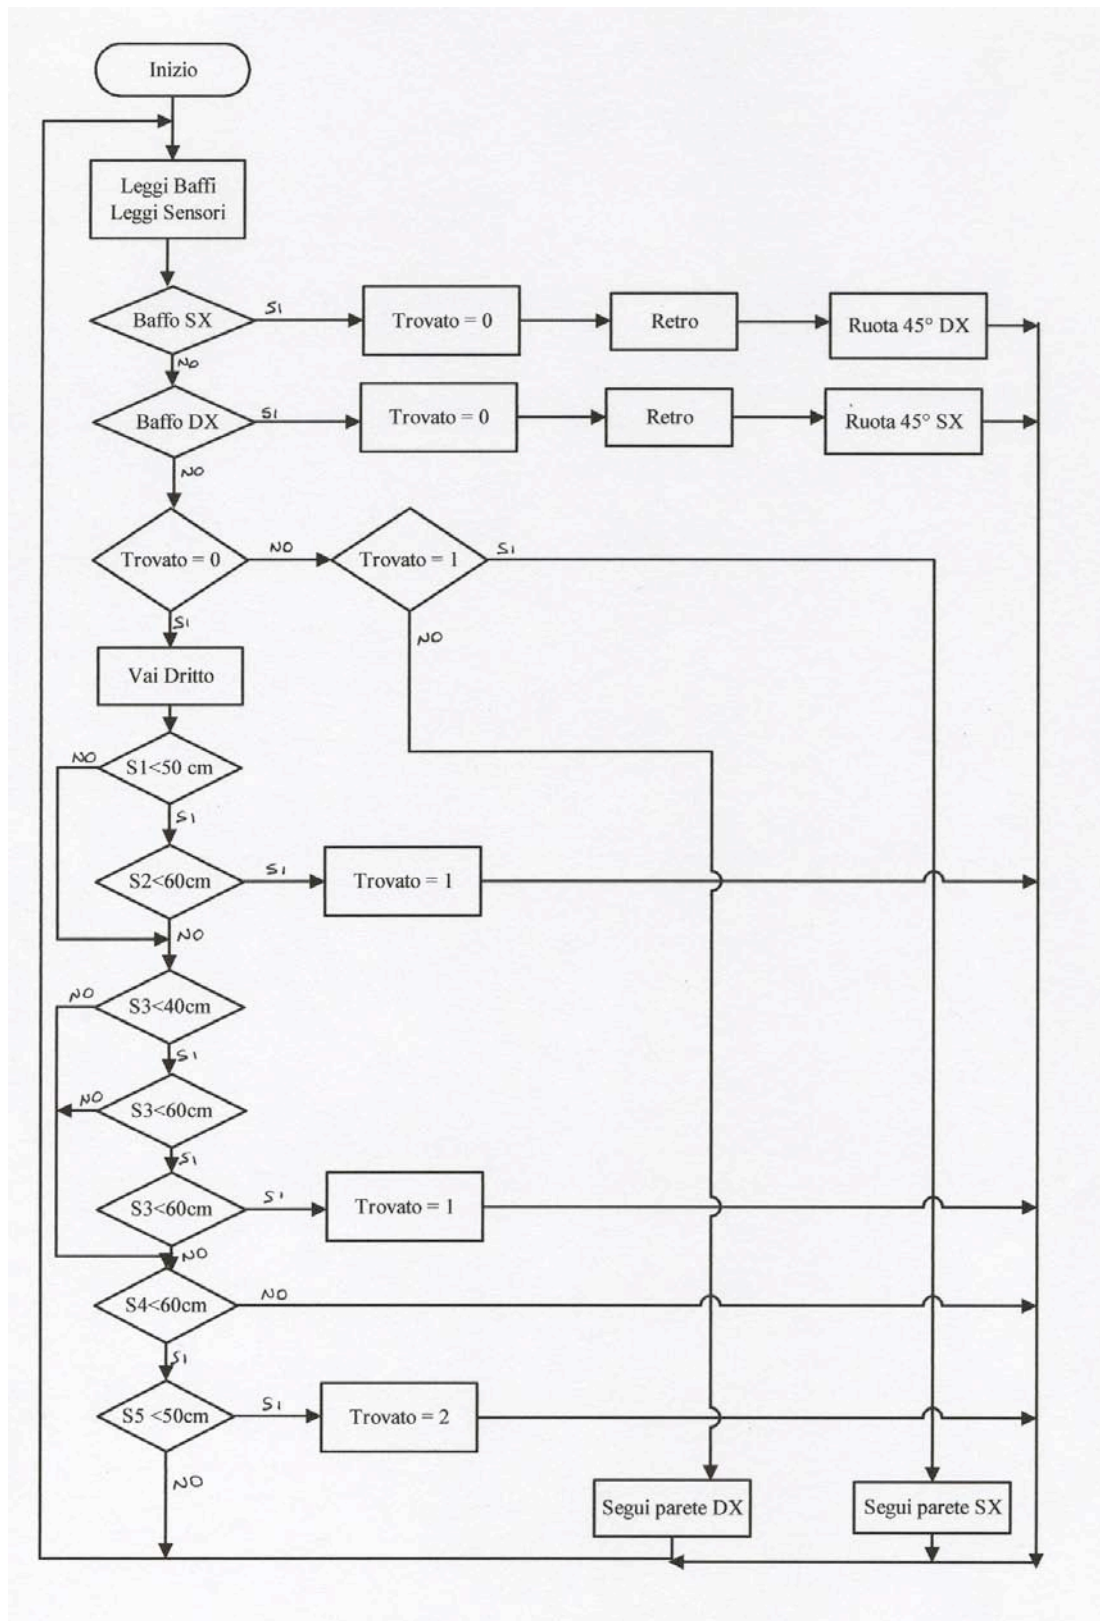 Inizio
Leggi Baffi
Leggi Sensori
Baffo SX
SI
Trovato = 0
Retro
Ruota 45° DX
NO
Baffo DX
SI
Trovato = 0
Retro
Ruota 45° SX
NO
Trovato = 0
NO
Trovato = 1
SI
SI
NO
Vai Dritto
S1<50 cm
NO
SI
S2<60cm
SI
Trovato = 1
NO
S3<40cm
NO
SI
S3<60cm
NO
SI
S3<60cm
SI
Trovato = 1
NO
S4<60cm
NO
SI
S5 <50cm
SI
Trovato = 2
NO
Segui parete DX
Segui parete SX